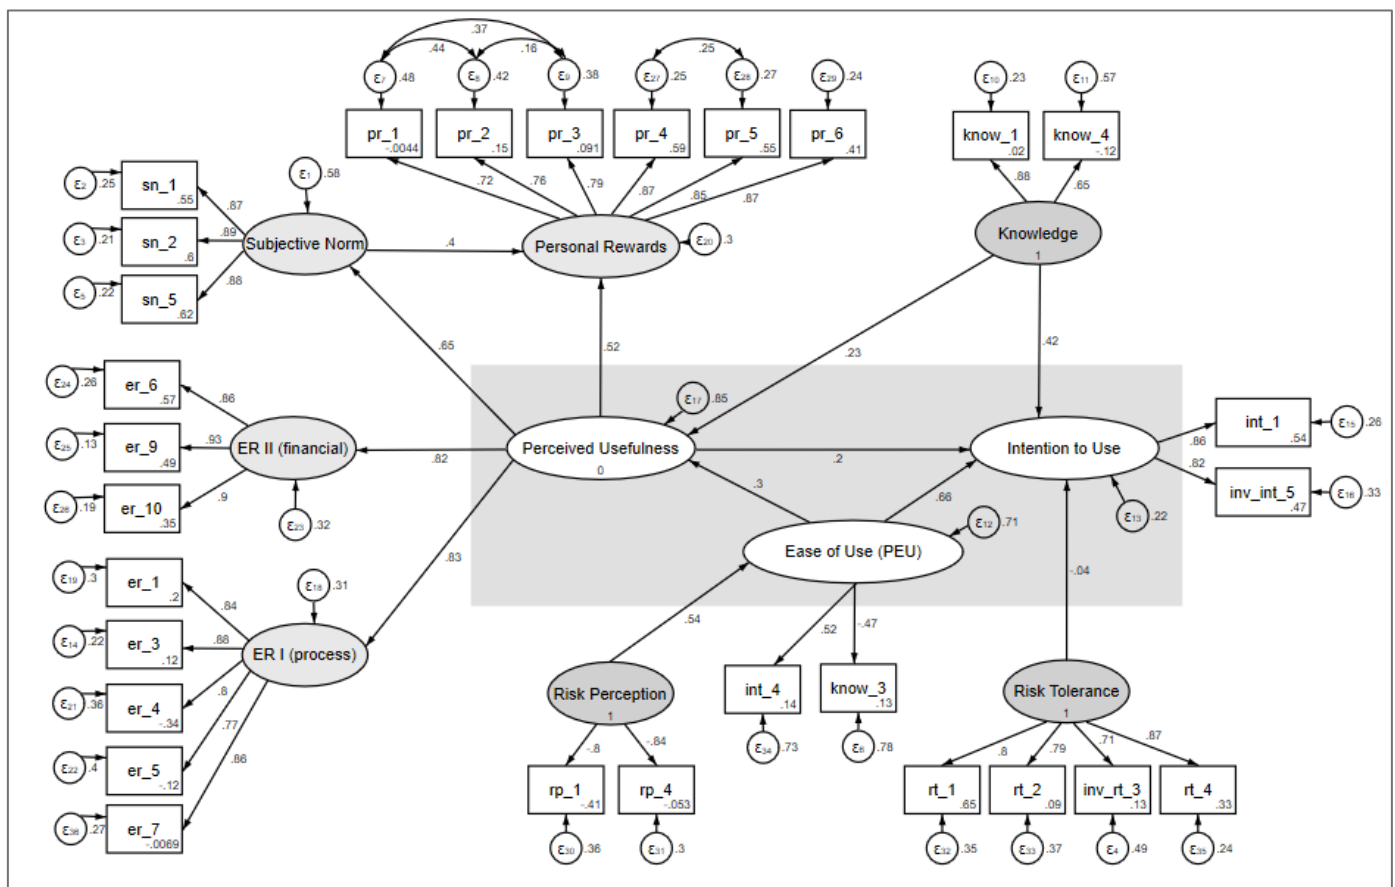 .37
.44
.16
.25
ε7 .48
ε8 .42
ε9 .38
ε27 .25
ε28 .27
ε29 .24
ε10 .23
ε11 .57
pr_1
-.0044
pr_2
.15
pr_3
.091
pr_4
.59
pr_5
.55
pr_6
.41
know_1
.02
know_4
-.12
.72
.76
.79
.87
.85
.87
.88
.65
ε1 .58
ε2 .25
sn_1
.55
ε3 .21
sn_2
.6
ε5 .22
sn_5
.62
.87
.89
.88
Subjective Norm
.4
Personal Rewards
ε20 .3
Knowledge
1
.65
.52
.23
.42
ε24 .26
er_6
.57
ε25 .13
er_9
.49
ε26 .19
er_10
.35
.86
.93
.9
ER II (financial)
ε23 .32
.82
Perceived Usefulness
0
ε17 .85
.2
Intention to Use
ε13 .22
.86
.82
int_1
.54
ε15 .26
inv_int_5
.47
ε16 .33
.3
.66
Ease of Use (PEU)
ε12 .71
.83
.54
.52
-.47
-.04
ε19 .3
er_1
.2
ε14 .22
er_3
.12
ε21 .36
er_4
-.34
ε22 .4
er_5
-.12
ε36 .27
er_7
-.0069
.84
.88
.8
.77
.86
ER I (process)
ε18 .31
Risk Perception
1
-.8
-.84
rp_1
-.41
rp_4
-.053
ε30 .36
ε31 .3
int_4
.14
know_3
.13
ε34 .73
ε6 .78
Risk Tolerance
1
.8
.79
.71
.87
rt_1
.65
rt_2
.09
inv_rt_3
.13
rt_4
.33
ε32 .35
ε33 .37
ε4 .49
ε35 .24